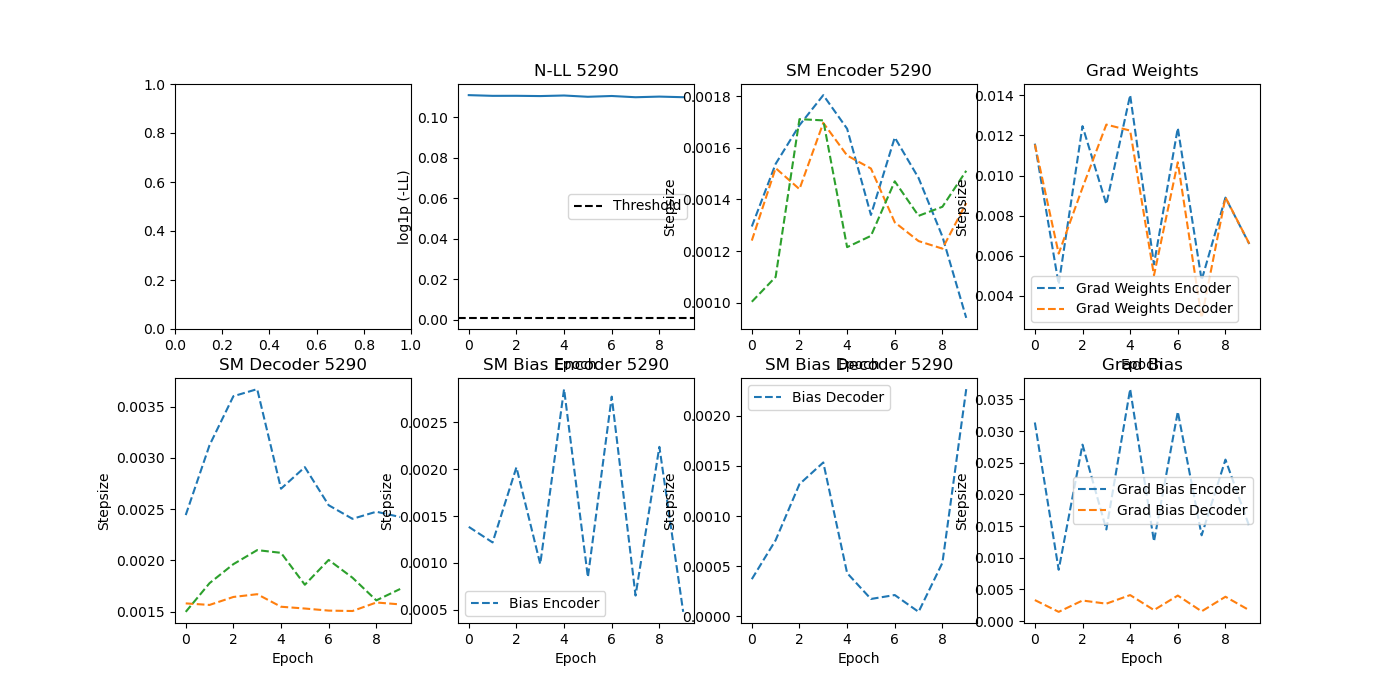 N-LL 5290
SM Encoder 5290
Grad Weights
1.0
0.8
0.6
0.4
0.2
0.0
0.0 0.2 0.4 0.6 0.8 1.0
log1p (-LL)
0.10
0.08
0.06
0.04
0.02
0.00
Threshold
0 2 4 6 8
Epoch
Stepsize
0.0018
0.0016
0.0014
0.0012
0.0010
0 2 4 6 8
Epoch
Stepsize
0.014
0.012
0.010
0.008
0.006
0.004
Grad Weights Encoder
Grad Weights Decoder
0 2 4 6 8
Epoch
SM Decoder 5290
SM Bias Encoder 5290
SM Bias Decoder 5290
Grad Bias
Stepsize
0.0035
0.0030
0.0025
0.0020
0.0015
0 2 4 6 8
Epoch
Stepsize
0.0025
0.0020
0.0015
0.0010
0.0005
Bias Encoder
0 2 4 6 8
Epoch
Stepsize
0.0020
0.0015
0.0010
0.0005
0.0000
Bias Decoder
0 2 4 6 8
Epoch
Stepsize
0.035
0.030
0.025
0.020
0.015
0.010
0.005
0.000
Grad Bias Encoder
Grad Bias Decoder
0 2 4 6 8
Epoch